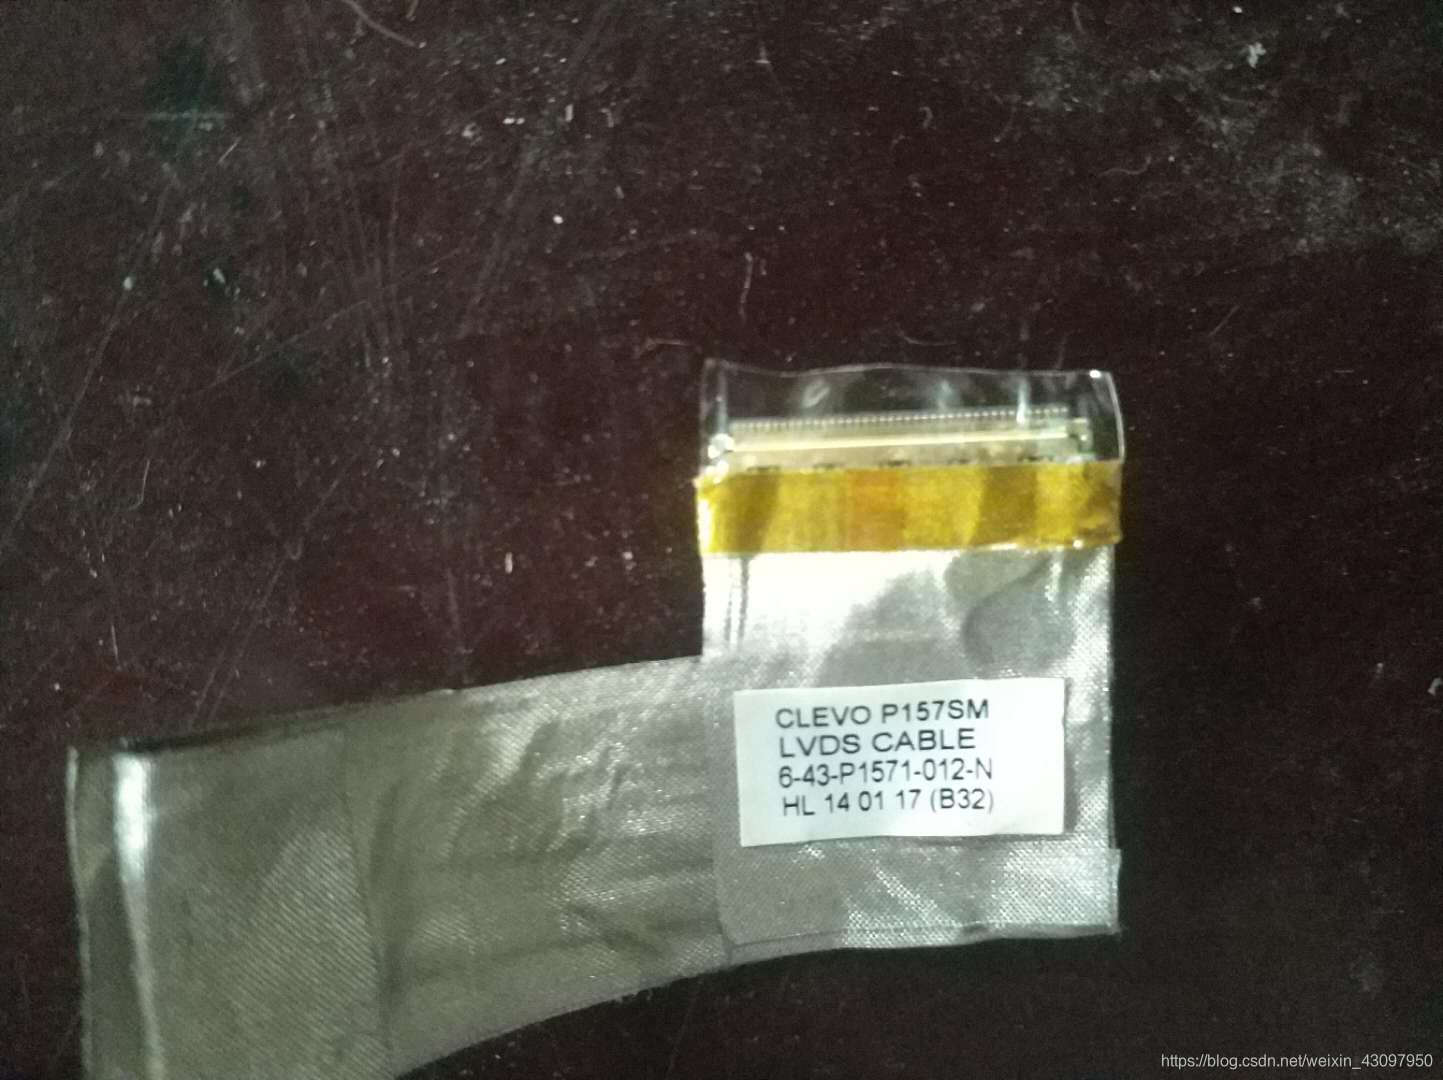 CLEVO P157SM
LVDS CABLE
6-43-P1571-012-N
HL 14 01 17 (B32)
https://blog.csdn.net/weixin_43097950